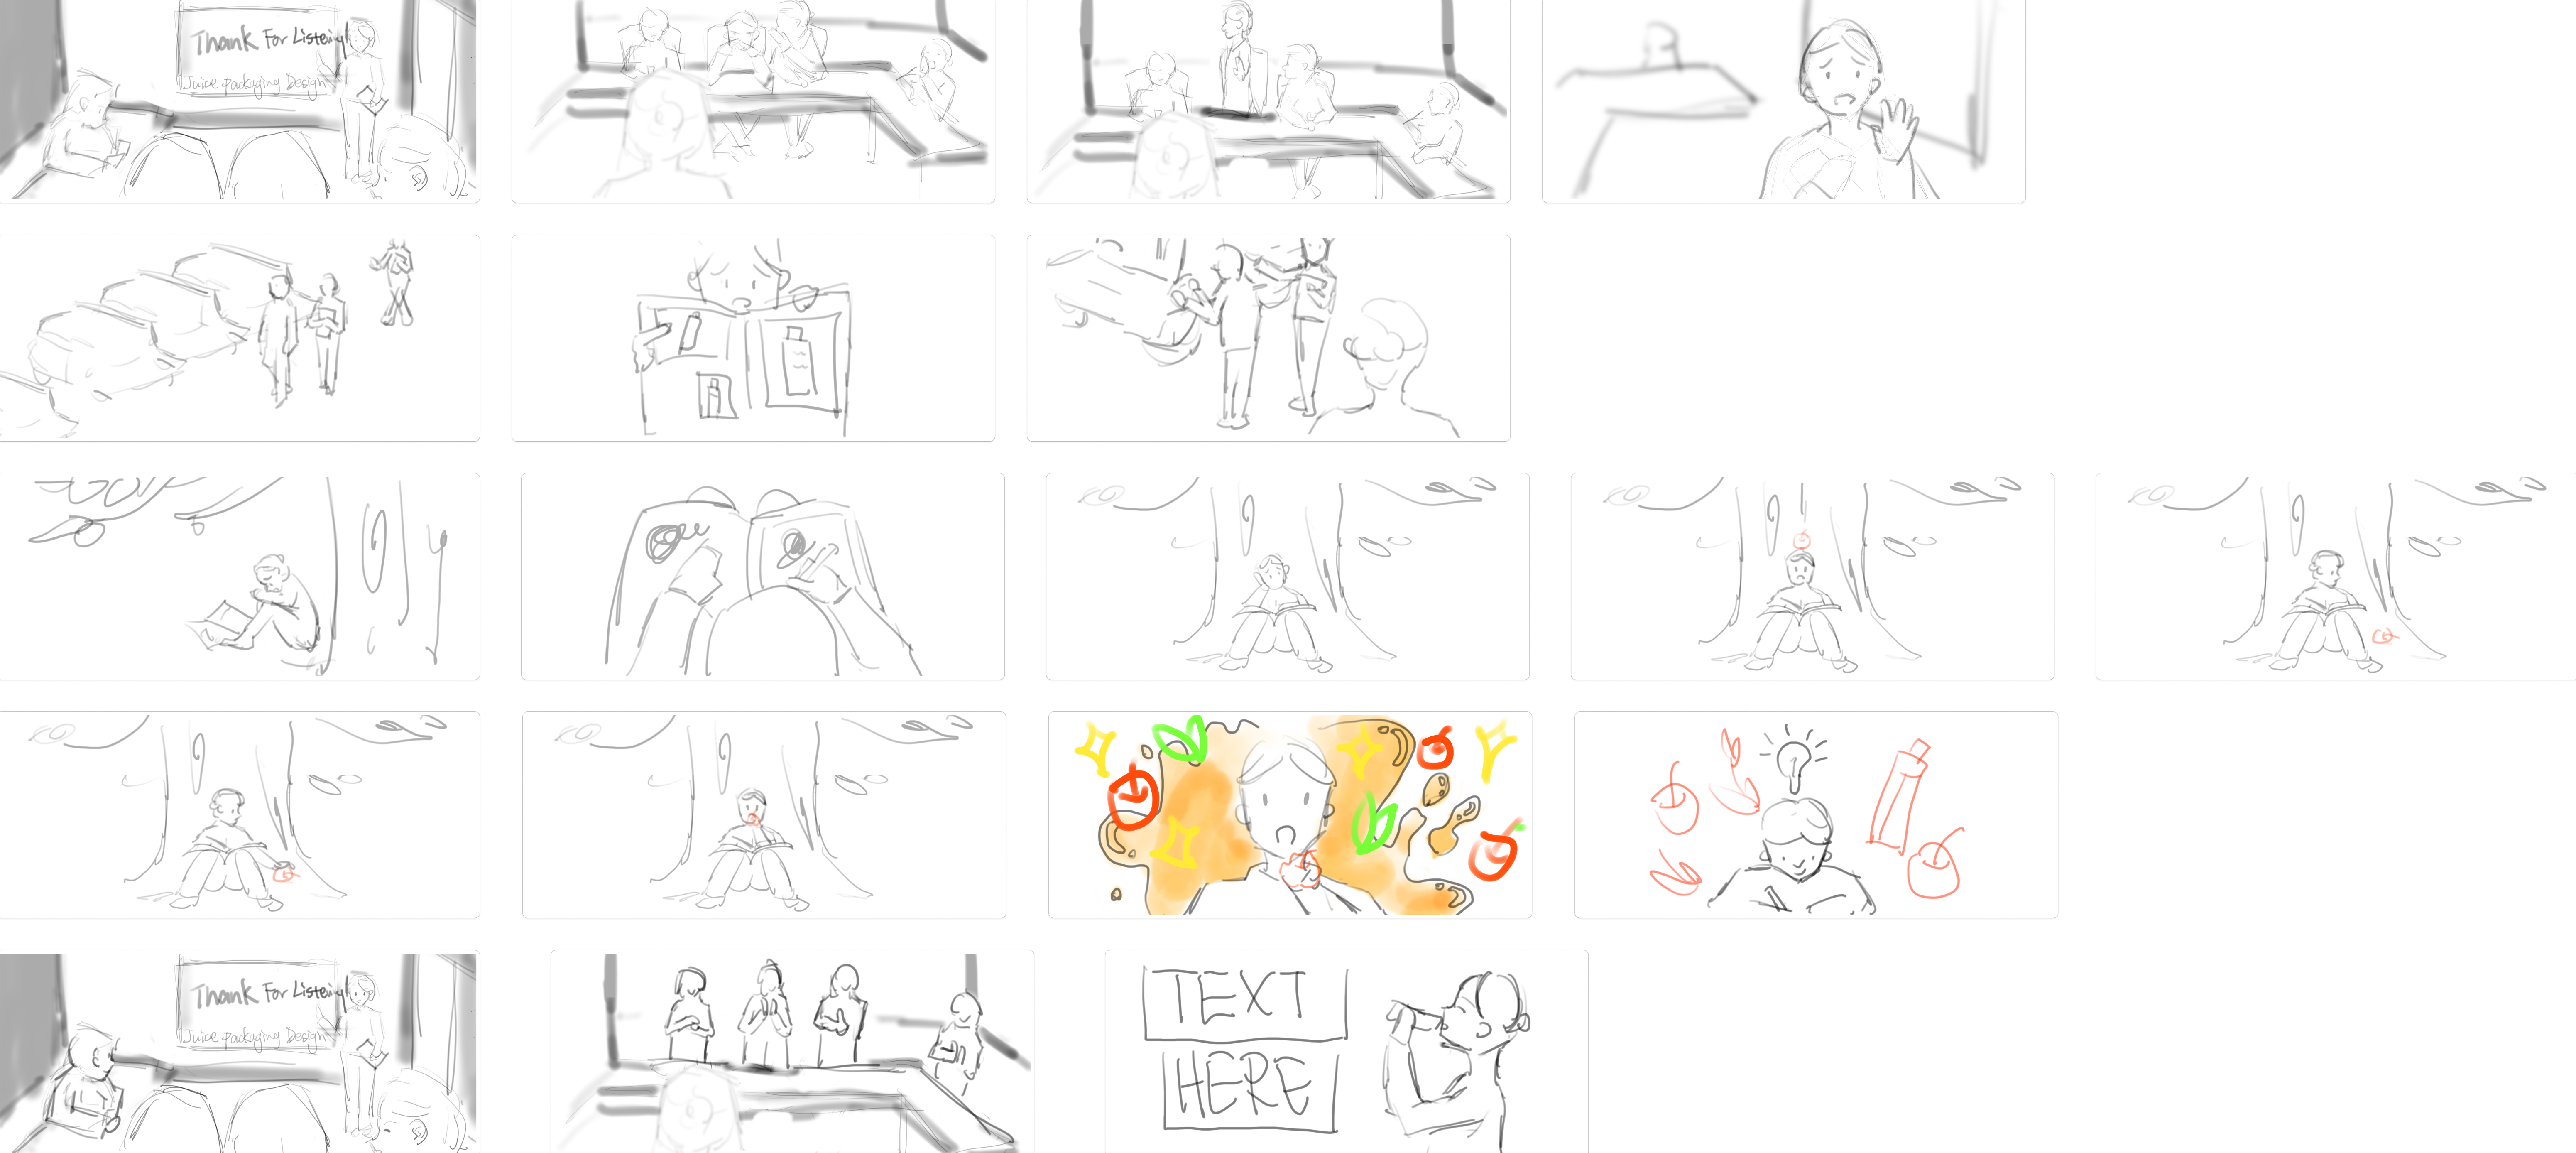 Thank For Listening!
Juice Packaging Design
Thank For Listening!
Juice Packaging Design
TEXT
HERE